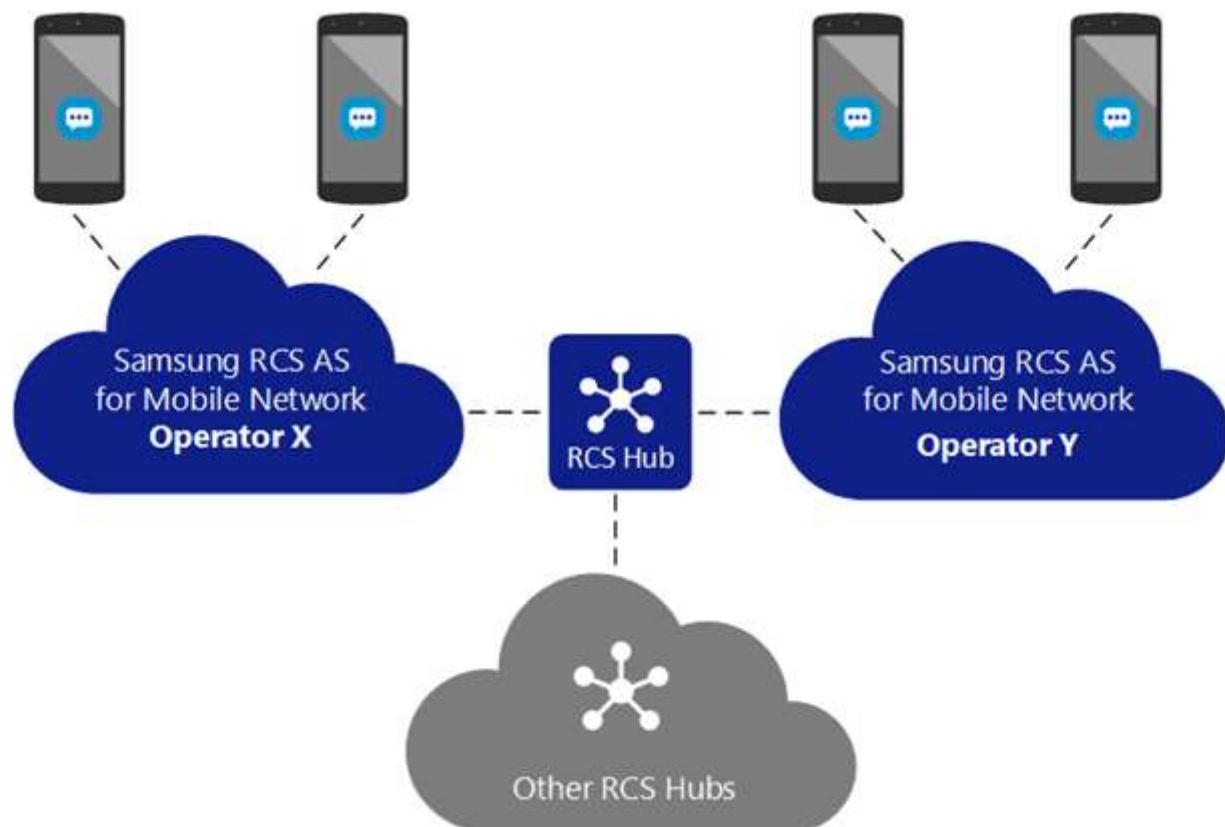 Samsung RCS AS
for Mobile Network
Operator X
RCS Hub
Samsung RCS AS
for Mobile Network
Operator Y
Other RCS Hubs